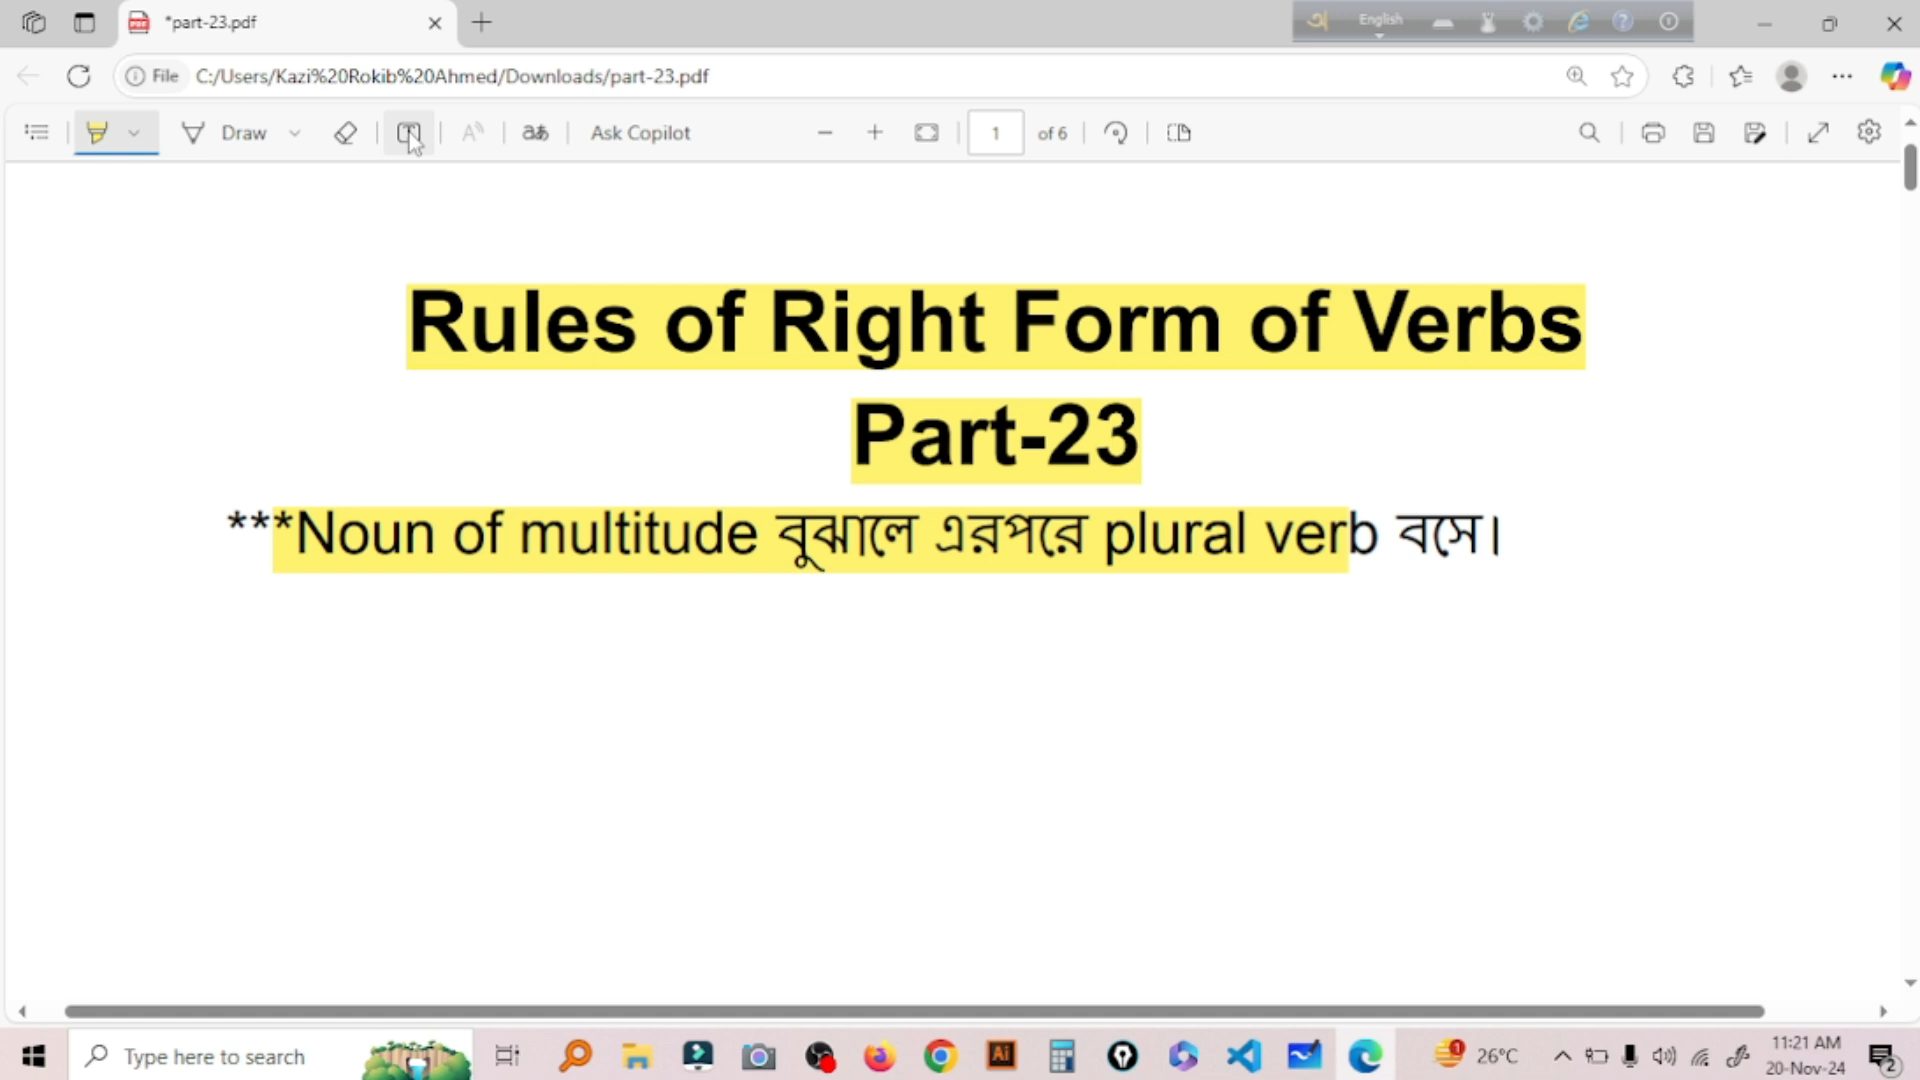 *part-23.pdf
অ English
File C:/Users/Kazi%20Rokib%20Ahmed/Downloads/part-23.pdf
Draw Ask Copilot 1 of 6
Rules of Right Form of Verbs
Part-23
***Noun of multitude বুঝালে এরপরে plural verb বসে।
Type here to search
26°C
11:21 AM
20-Nov-24
2